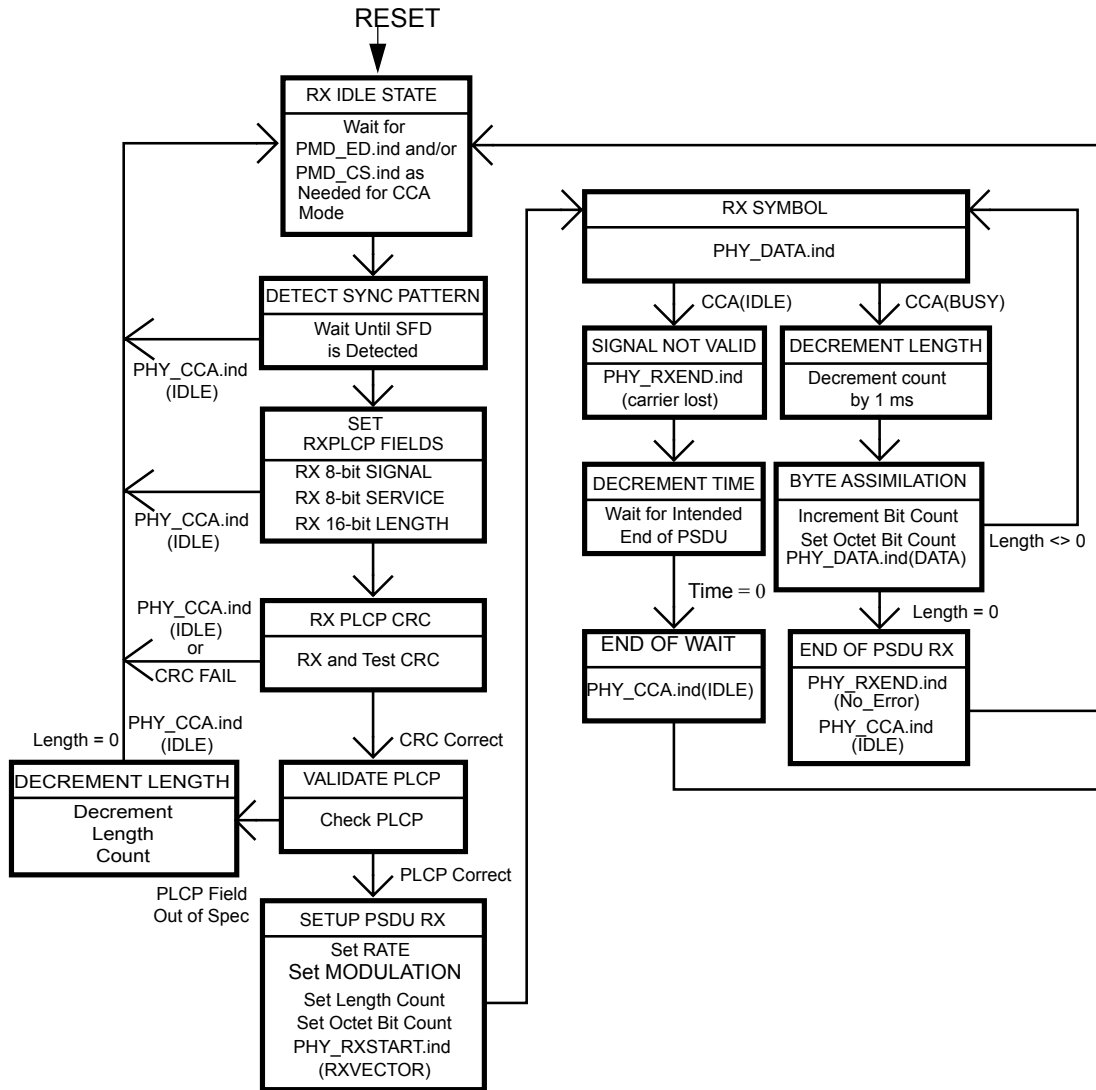 RESET
RX IDLE STATE
Wait for
PMD_ED.ind and/or
PMD_CS.ind as
Needed for CCA
Mode
DETECT SYNC PATTERN
Wait Until SFD
is Detected
PHY_CCA.ind
(IDLE)
SET
RXPLCP FIELDS
RX 8-bit SIGNAL
RX 8-bit SERVICE
RX 16-bit LENGTH
PHY_CCA.ind
(IDLE)
RX PLCP CRC
RX and Test CRC
PHY_CCA.ind
(IDLE)
or
CRC FAIL
CRC Correct
VALIDATE PLCP
Check PLCP
PHY_CCA.ind
(IDLE)
Length = 0
DECREMENT LENGTH
Decrement
Length
Count
PLCP Field
Out of Spec
PLCP Correct
SETUP PSDU RX
Set RATE
Set MODULATION
Set Length Count
Set Octet Bit Count
PHY_RXSTART.ind
(RXVECTOR)
RX SYMBOL
PHY_DATA.ind
CCA(IDLE)
CCA(BUSY)
SIGNAL NOT VALID
PHY_RXEND.ind
(carrier lost)
DECREMENT LENGTH
Decrement count
by 1 ms
DECREMENT TIME
Wait for Intended
End of PSDU
BYTE ASSIMILATION
Increment Bit Count
Set Octet Bit Count
PHY_DATA.ind(DATA)
Length <> 0
Time = 0
Length = 0
END OF WAIT
PHY_CCA.ind(IDLE)
END OF PSDU RX
PHY_RXEND.ind
(No_Error)
PHY_CCA.ind
(IDLE)